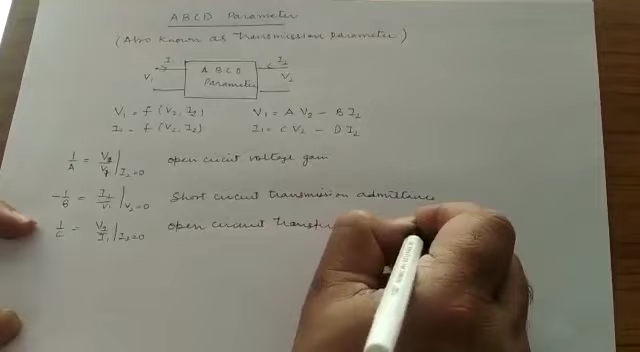 ABCD Parameter
(Also Known as Transmission Parameter)
I₁ I₂
V₁ ABCD Parameter V₂
V₁ = f (V₂, I₂) V₁ = A V₂ - B I₂
I₁ = f (V₂, I₂) I₁ = C V₂ - D I₂
1/A = V₂/V₁ | I₂=0 open circuit voltage gain
-1/B = I₂/V₁ | V₂=0 Short circuit transmission admittance
1/C = V₂/I₁ | I₂=0 open circuit